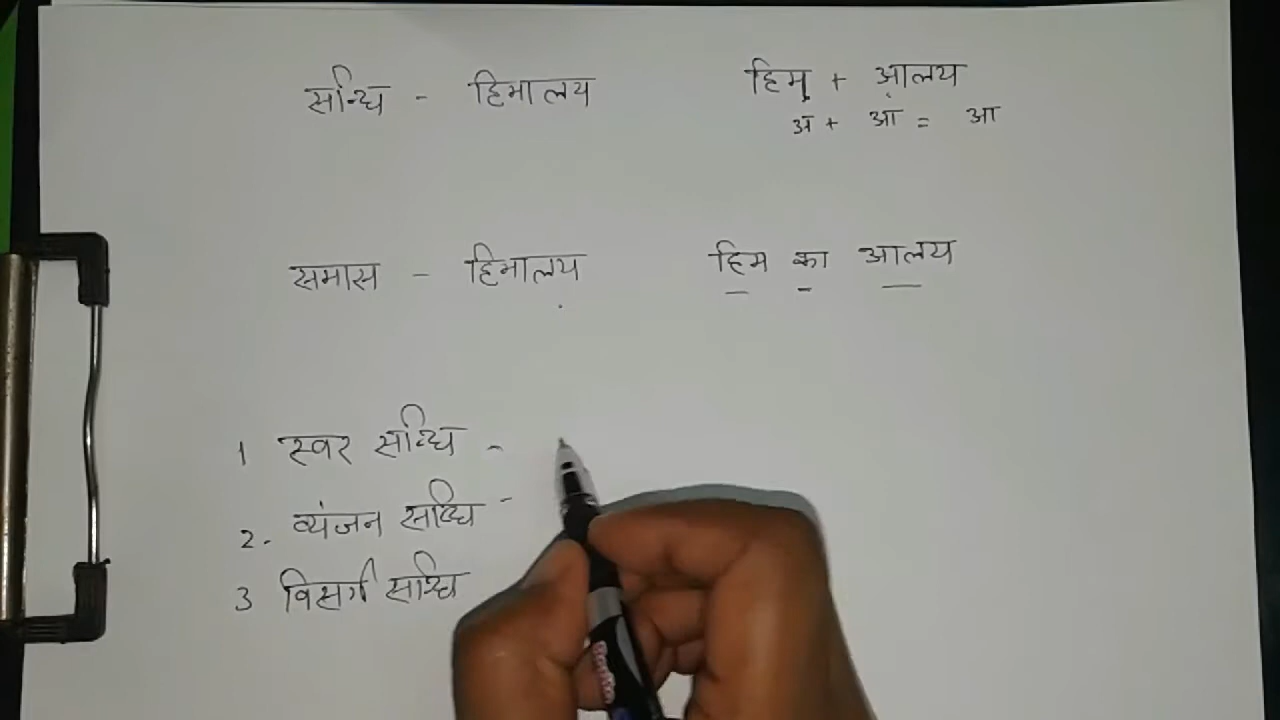 सन्धि - हिमालय हिम + आलय
अ + आ = आ
समास - हिमालय हिम का आलय
1 स्वर सन्धि -
2. व्यंजन सन्धि -
3 विसर्ग सन्धि